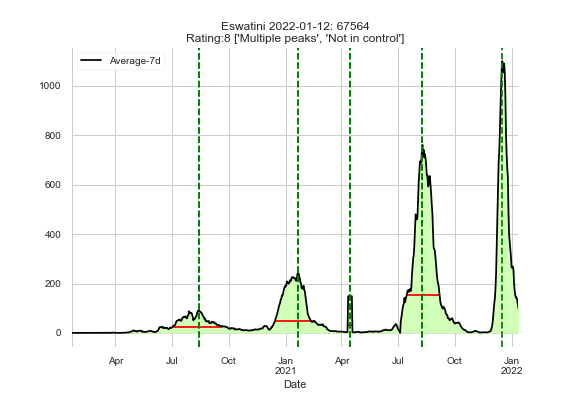 Eswatini 2022-01-12: 67564
Rating:8 ['Multiple peaks', 'Not in control']
Average-7d
1000
800
600
400
200
0
Apr
Jul
Oct
Jan
2021
Apr
Jul
Oct
Jan
2022
Date